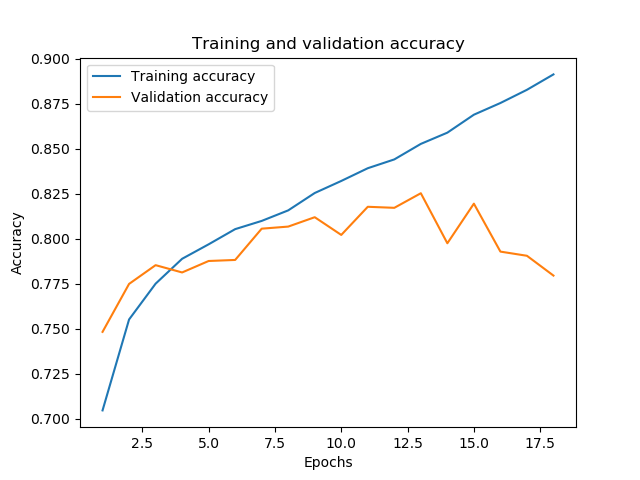 Training and validation accuracy
0.900
0.875
0.850
0.825
0.800
0.775
0.750
0.725
0.700
Accuracy
Training accuracy
Validation accuracy
2.5 5.0 7.5 10.0 12.5 15.0 17.5
Epochs